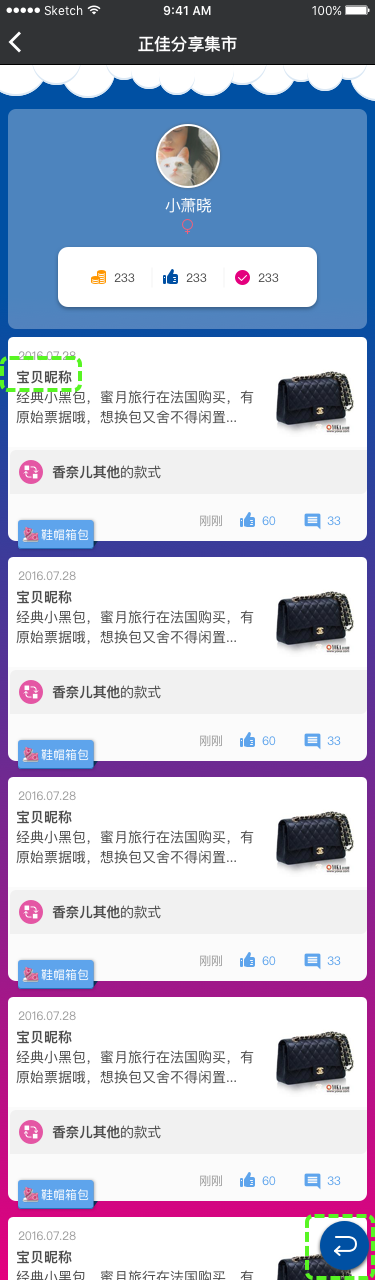 Sketch 9:41 AM 100%
正佳分享集市
小萧晓
233 233 233
2016.07.28
宝贝昵称
经典小黑包，蜜月旅行在法国购买，有
原始票据哦，想换包又舍不得闲置...
香奈儿其他的款式
刚刚 60 33
鞋帽箱包
2016.07.28
宝贝昵称
经典小黑包，蜜月旅行在法国购买，有
原始票据哦，想换包又舍不得闲置...
香奈儿其他的款式
刚刚 60 33
鞋帽箱包
2016.07.28
宝贝昵称
经典小黑包，蜜月旅行在法国购买，有
原始票据哦，想换包又舍不得闲置...
香奈儿其他的款式
刚刚 60 33
鞋帽箱包
2016.07.28
宝贝昵称
经典小黑包，蜜月旅行在法国购买，有
原始票据哦，想换包又舍不得闲置...
香奈儿其他的款式
刚刚 60 33
鞋帽箱包
2016.07.28
宝贝昵称
经典小黑包，蜜月旅行在法国购买，有